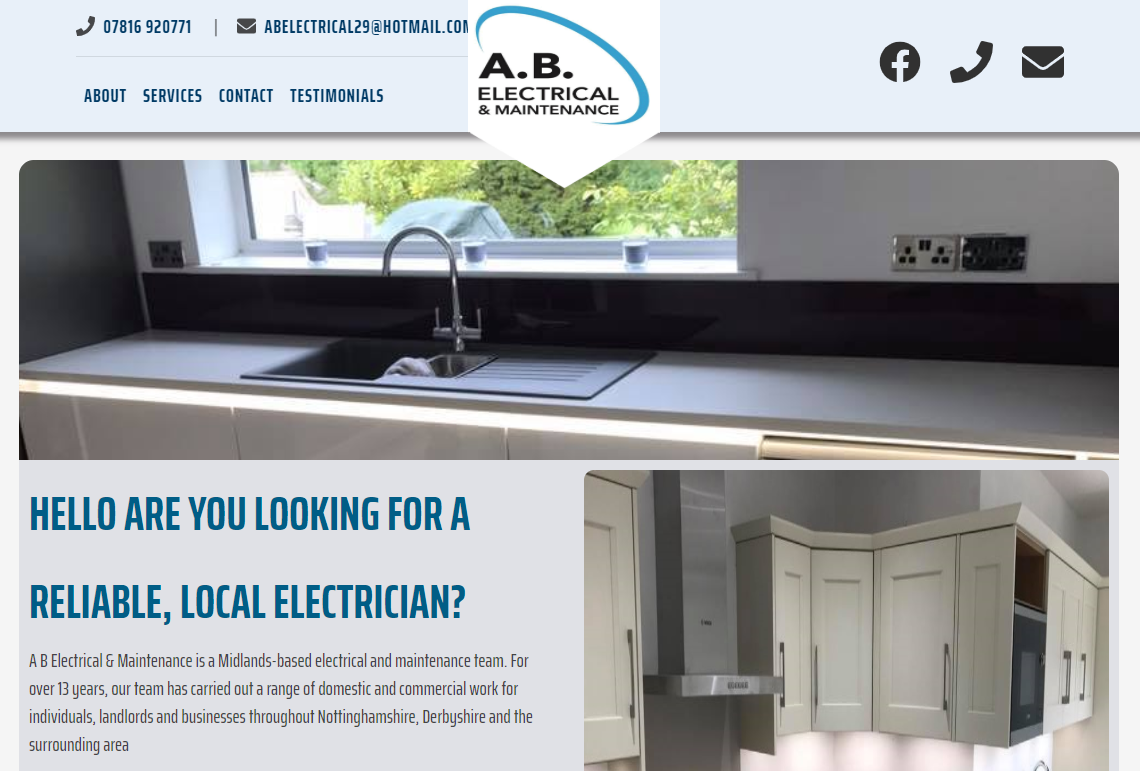 07816 920771 | ABELECTRICAL29@HOTMAIL.COM
ABOUT SERVICES CONTACT TESTIMONIALS
A.B.
ELECTRICAL
& MAINTENANCE
HELLO ARE YOU LOOKING FOR A
RELIABLE, LOCAL ELECTRICIAN?
A B Electrical & Maintenance is a Midlands-based electrical and maintenance team. For
over 13 years, our team has carried out a range of domestic and commercial work for
individuals, landlords and businesses throughout Nottinghamshire, Derbyshire and the
surrounding area